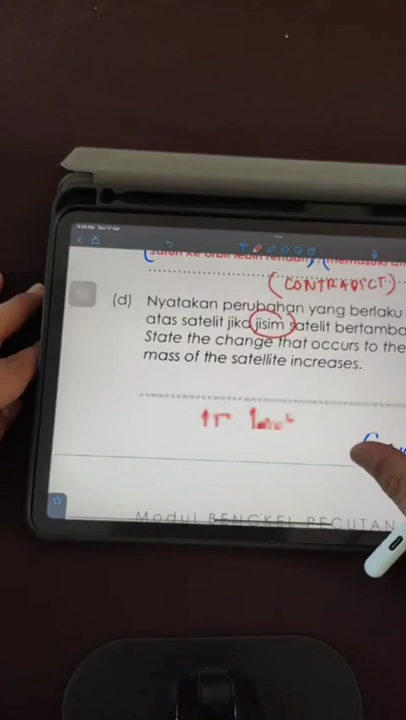 (CONTRADICT)
(d) Nyatakan perubahan yang berlaku
atas satelit jika jisim satelit bertamba
State the change that occurs to the
mass of the satellite increases.
Modul BENGKEL PECUTAN